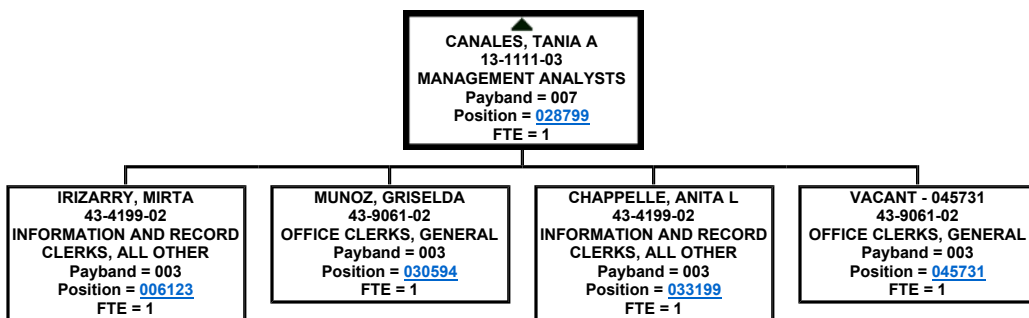 CANALES, TANIA A
13-1111-03
MANAGEMENT ANALYSTS
Payband = 007
Position = 028799
FTE = 1
IRIZARRY, MIRTA
43-4199-02
INFORMATION AND RECORD
CLERKS, ALL OTHER
Payband = 003
Position = 006123
FTE = 1
MUNOZ, GRISELDA
43-9061-02
OFFICE CLERKS, GENERAL
Payband = 003
Position = 030594
FTE = 1
CHAPPELLE, ANITA L
43-4199-02
INFORMATION AND RECORD
CLERKS, ALL OTHER
Payband = 003
Position = 033199
FTE = 1
VACANT - 045731
43-9061-02
OFFICE CLERKS, GENERAL
Payband = 003
Position = 045731
FTE = 1